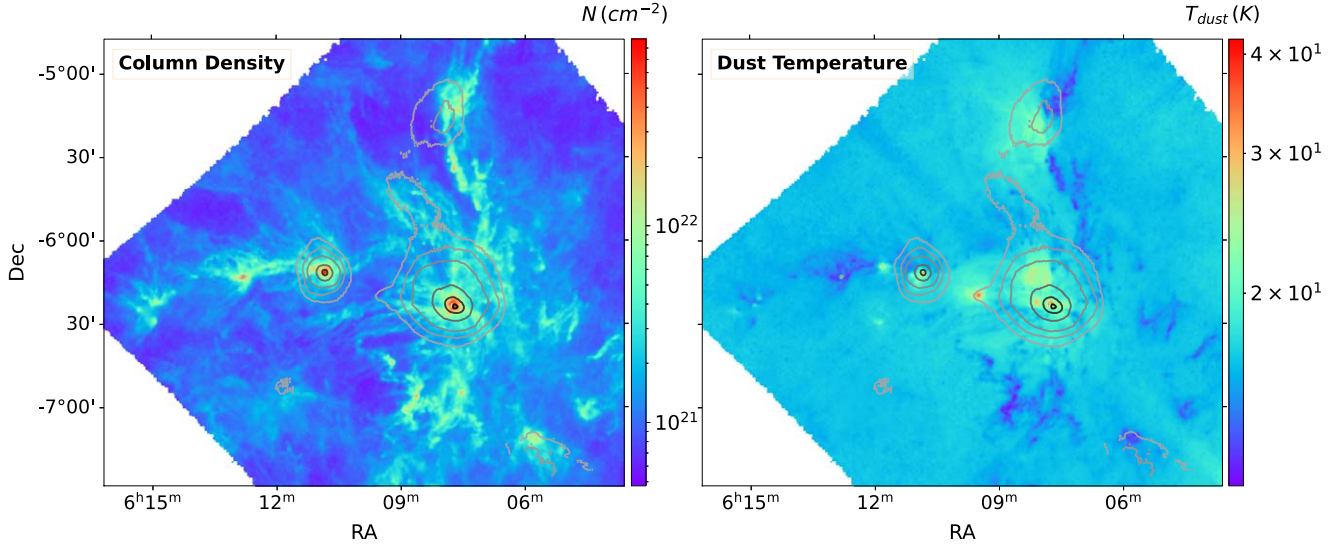 N (cm⁻²)
Column Density
-5°00'
30'
-6°00'
30'
-7°00'
Dec
6ʰ15ᵐ
12ᵐ
09ᵐ
06ᵐ
RA
10²²
10²¹
T_dust (K)
Dust Temperature
4 × 10¹
3 × 10¹
2 × 10¹
6ʰ15ᵐ
12ᵐ
09ᵐ
06ᵐ
RA